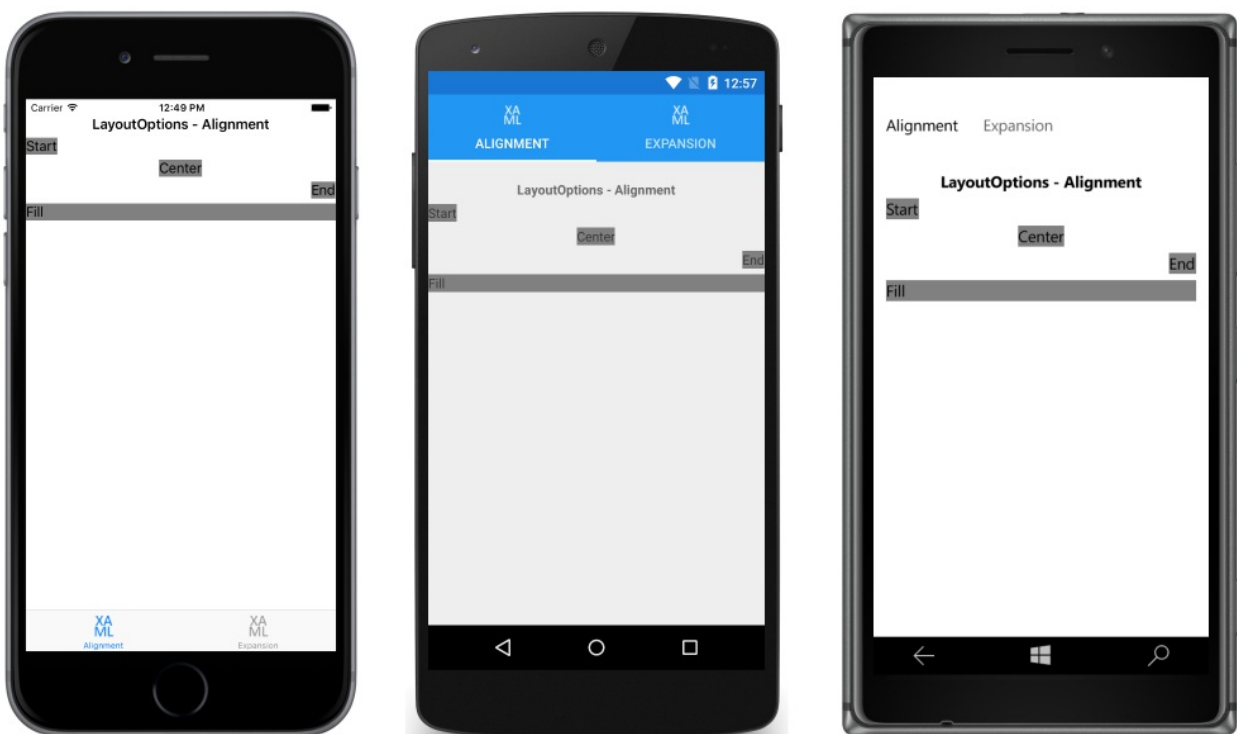 Carrier 12:49 PM
LayoutOptions - Alignment
Start
Center
End
Fill
XA
ML
Alignment
XA
ML
Expansion
12:57
XA
ML
ALIGNMENT
XA
ML
EXPANSION
LayoutOptions - Alignment
Start
Center
End
Fill
Alignment Expansion
LayoutOptions - Alignment
Start
Center
End
Fill